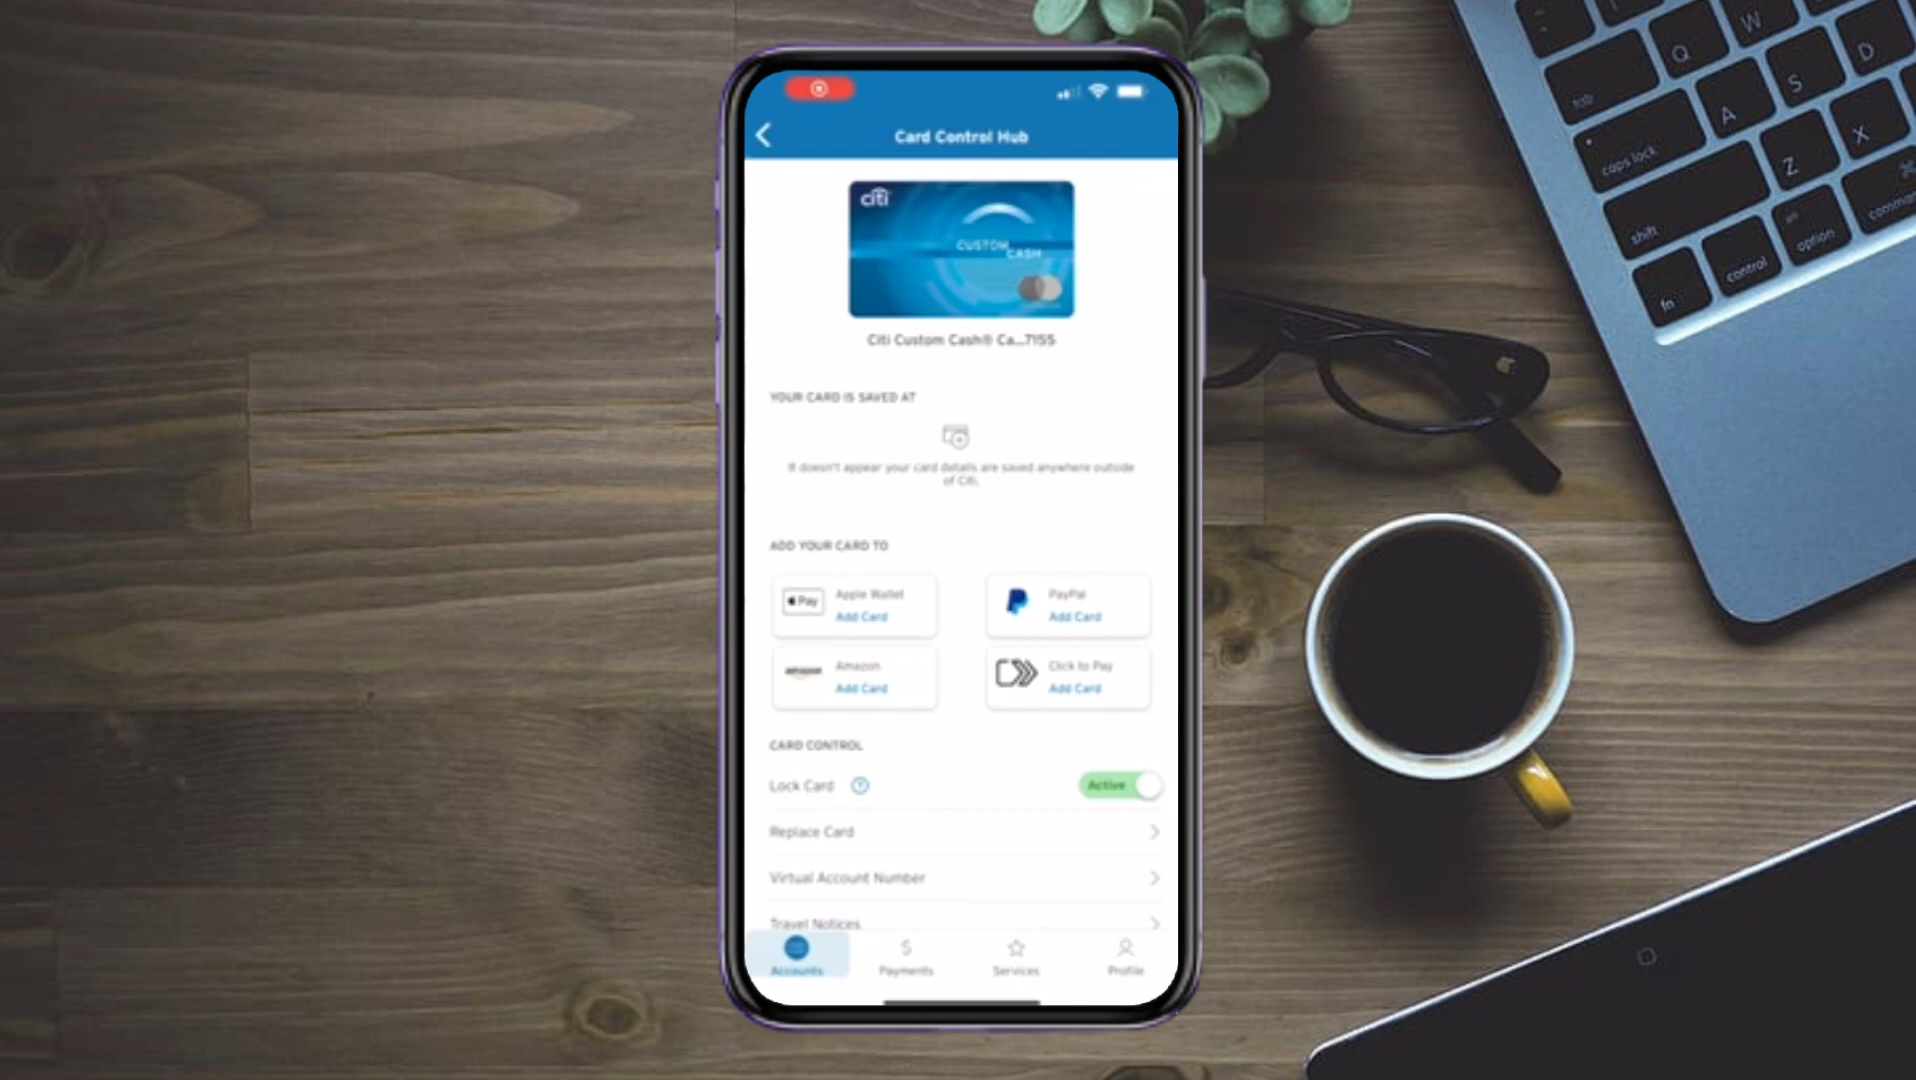 Card Control Hub
citi
CUSTOM
CASH
Citi Custom Cash® Ca...7155
YOUR CARD IS SAVED AT
It doesn't appear your card details are saved anywhere outside
of Citi.
ADD YOUR CARD TO
Pay
Apple Wallet
Add Card
PayPal
Add Card
amazon
Amazon
Add Card
Click to Pay
Add Card
CARD CONTROL
Lock Card ?
Active
Replace Card
Virtual Account Number
Travel Notices
Accounts
Payments
Services
Profile
Q
W
tab
A
S
D
caps lock
Z
X
shift
fn
control
option
⌘